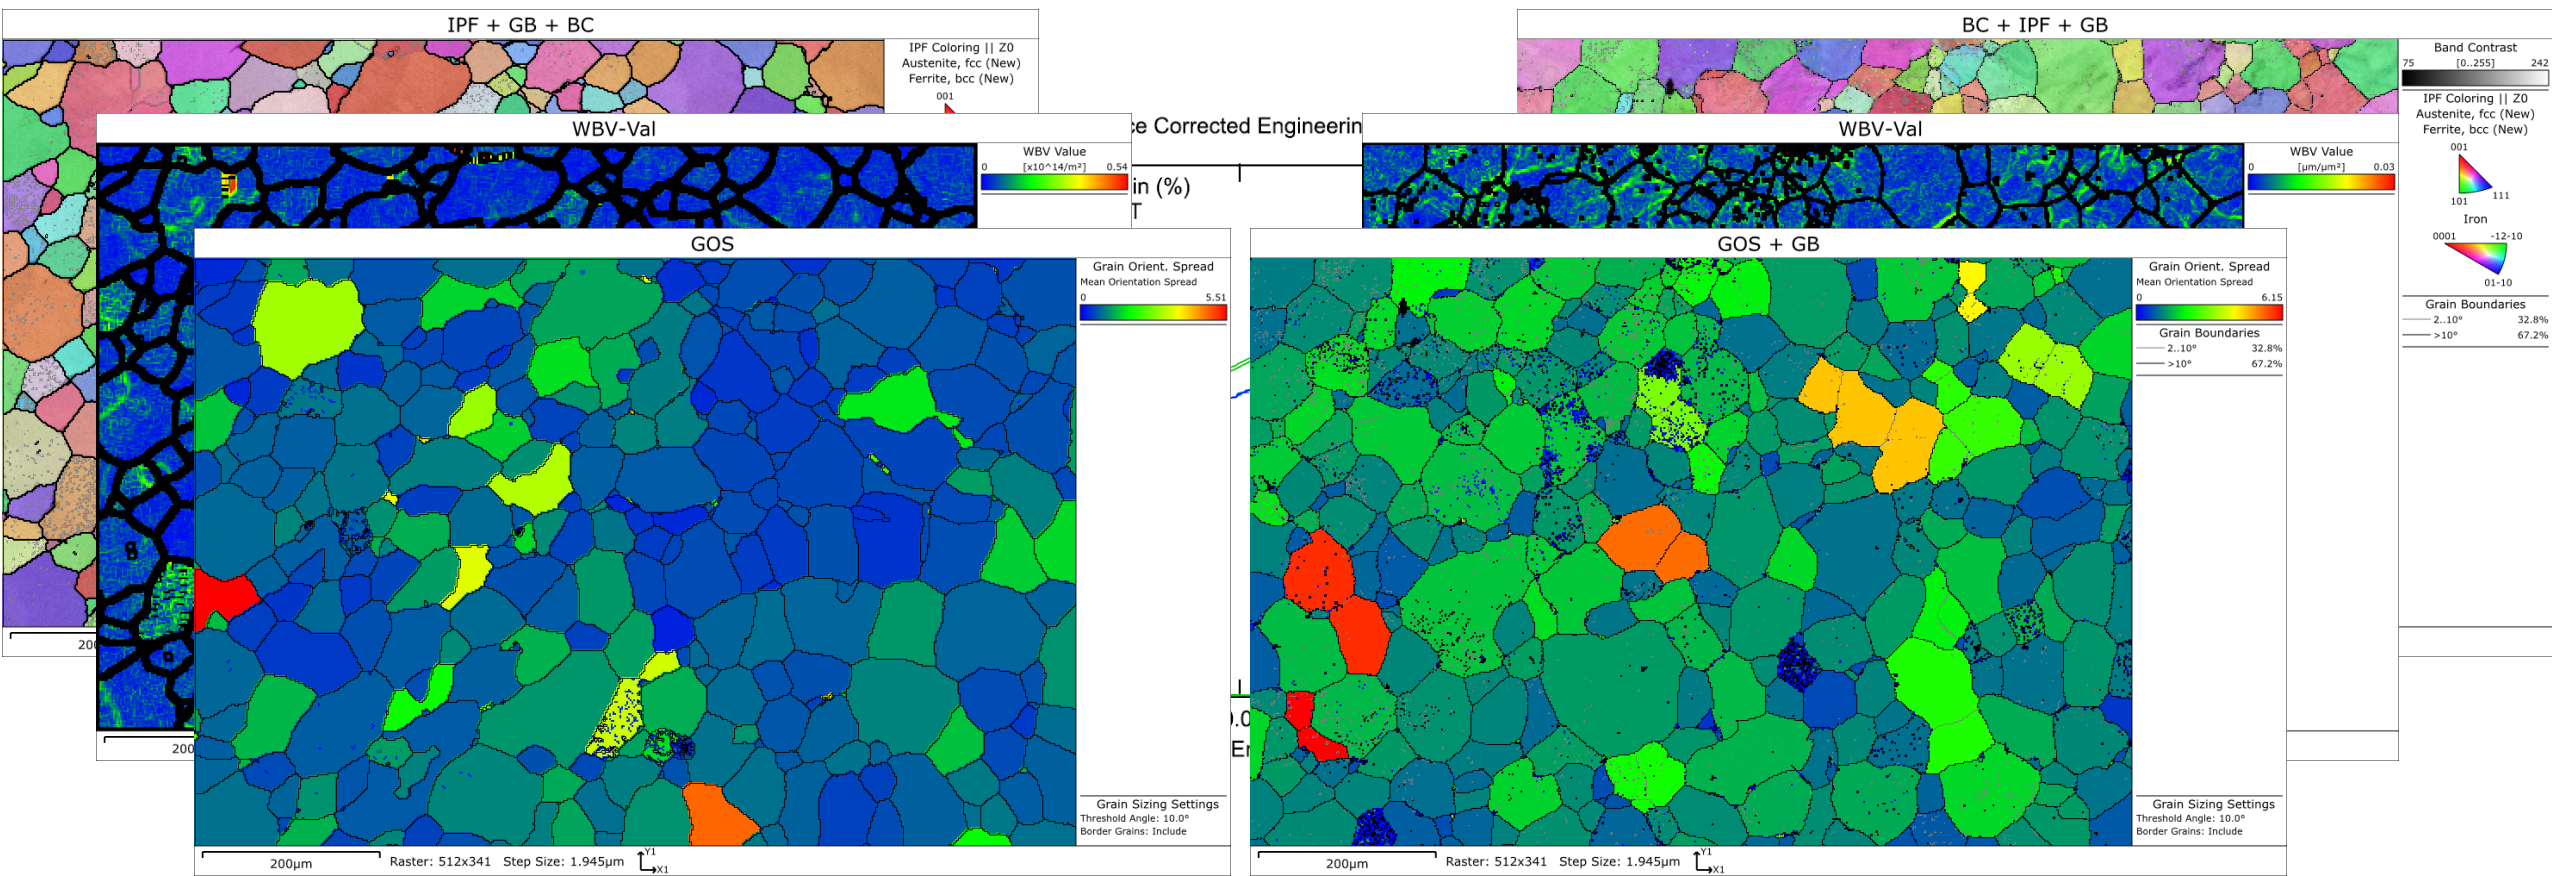 IPF + GB + BC
IPF Coloring || Z0
Austenite, fcc (New)
Ferrite, bcc (New)
001
WBV-Val
WBV Value
0 [x10^14/m²] 0.54
GOS
Grain Orient. Spread
Mean Orientation Spread
0 5.51
Grain Sizing Settings
Threshold Angle: 10.0°
Border Grains: Include
200µm Raster: 512x341 Step Size: 1.945µm Y1
X1
200
20
ce Corrected Engineerin
in (%)
T
0.0
Er
BC + IPF + GB
Band Contrast
75 [0..255] 242
IPF Coloring || Z0
Austenite, fcc (New)
Ferrite, bcc (New)
001
101 111
Iron
0001 -12-10
01-10
Grain Boundaries
2..10° 32.8%
>10° 67.2%
WBV-Val
WBV Value
0 [µm/µm²] 0.03
GOS + GB
Grain Orient. Spread
Mean Orientation Spread
0 6.15
Grain Boundaries
2..10° 32.8%
>10° 67.2%
Grain Sizing Settings
Threshold Angle: 10.0°
Border Grains: Include
200µm Raster: 512x341 Step Size: 1.945µm Y1
X1